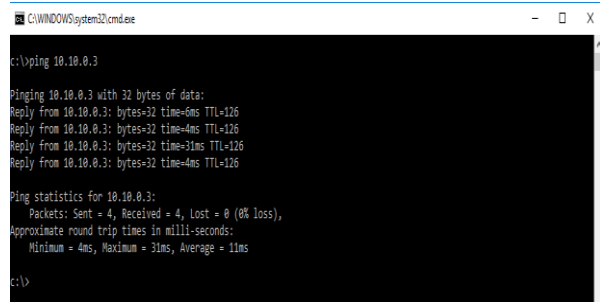 C:\WINDOWS\system32\cmd.exe
c:\>ping 10.10.0.3
Pinging 10.10.0.3 with 32 bytes of data:
Reply from 10.10.0.3: bytes=32 time=6ms TTL=126
Reply from 10.10.0.3: bytes=32 time=4ms TTL=126
Reply from 10.10.0.3: bytes=32 time=31ms TTL=126
Reply from 10.10.0.3: bytes=32 time=4ms TTL=126
Ping statistics for 10.10.0.3:
Packets: Sent = 4, Received = 4, Lost = 0 (0% loss),
Approximate round trip times in milli-seconds:
Minimum = 4ms, Maximum = 31ms, Average = 11ms
c:\>